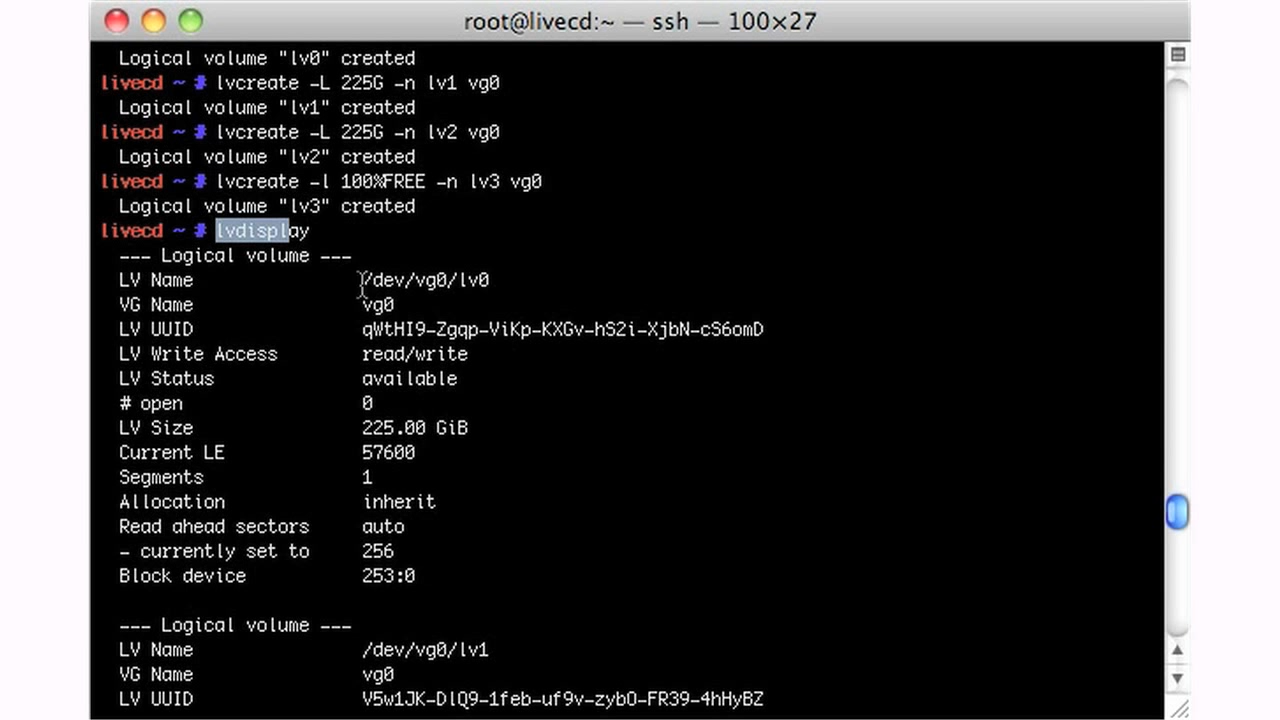 root@livecd:~ — ssh — 100×27
Logical volume "lv0" created
livecd ~ # lvcreate -L 225G -n lv1 vg0
Logical volume "lv1" created
livecd ~ # lvcreate -L 225G -n lv2 vg0
Logical volume "lv2" created
livecd ~ # lvcreate -l 100%FREE -n lv3 vg0
Logical volume "lv3" created
livecd ~ # lvdisplay
--- Logical volume ---
LV Name /dev/vg0/lv0
VG Name vg0
LV UUID qWtHI9-Zgqp-ViKp-KXGv-hS2i-XjbN-cS6omD
LV Write Access read/write
LV Status available
# open 0
LV Size 225.00 GiB
Current LE 57600
Segments 1
Allocation inherit
Read ahead sectors auto
- currently set to 256
Block device 253:0
--- Logical volume ---
LV Name /dev/vg0/lv1
VG Name vg0
LV UUID V5w1JK-DlQ9-1feb-uf9v-zybO-FR39-4hHyBZ